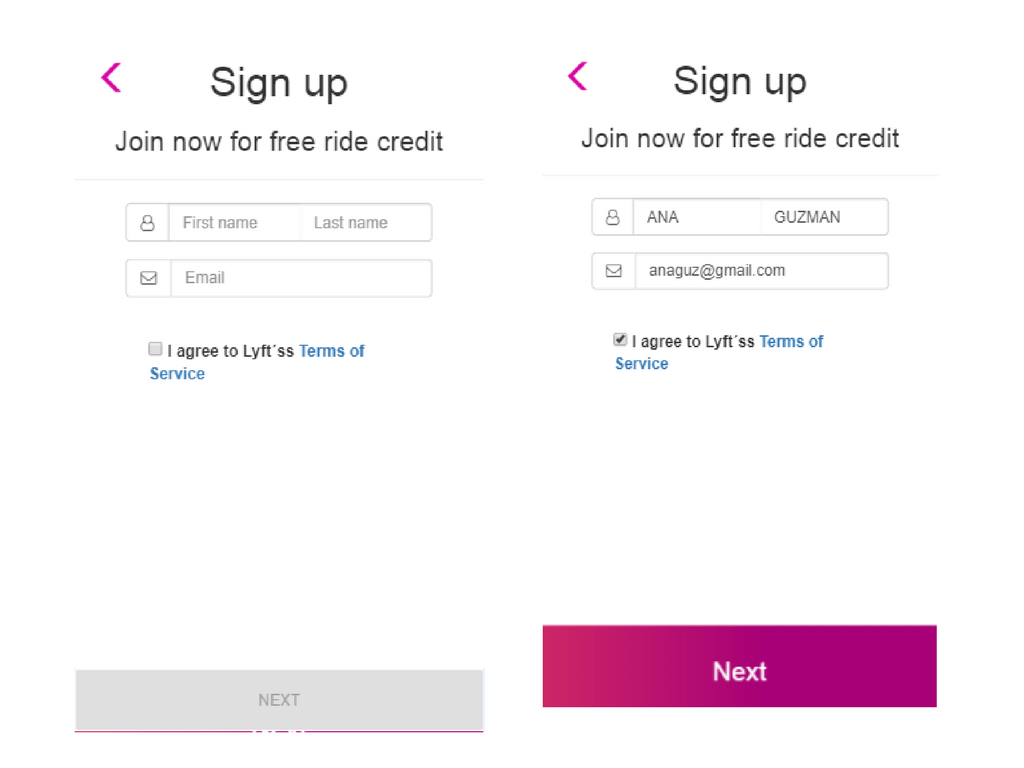 Sign up
Join now for free ride credit
First name Last name
Email
I agree to Lyft´ss Terms of
Service
NEXT
Sign up
Join now for free ride credit
ANA GUZMAN
anaguz@gmail.com
I agree to Lyft´ss Terms of
Service
Next